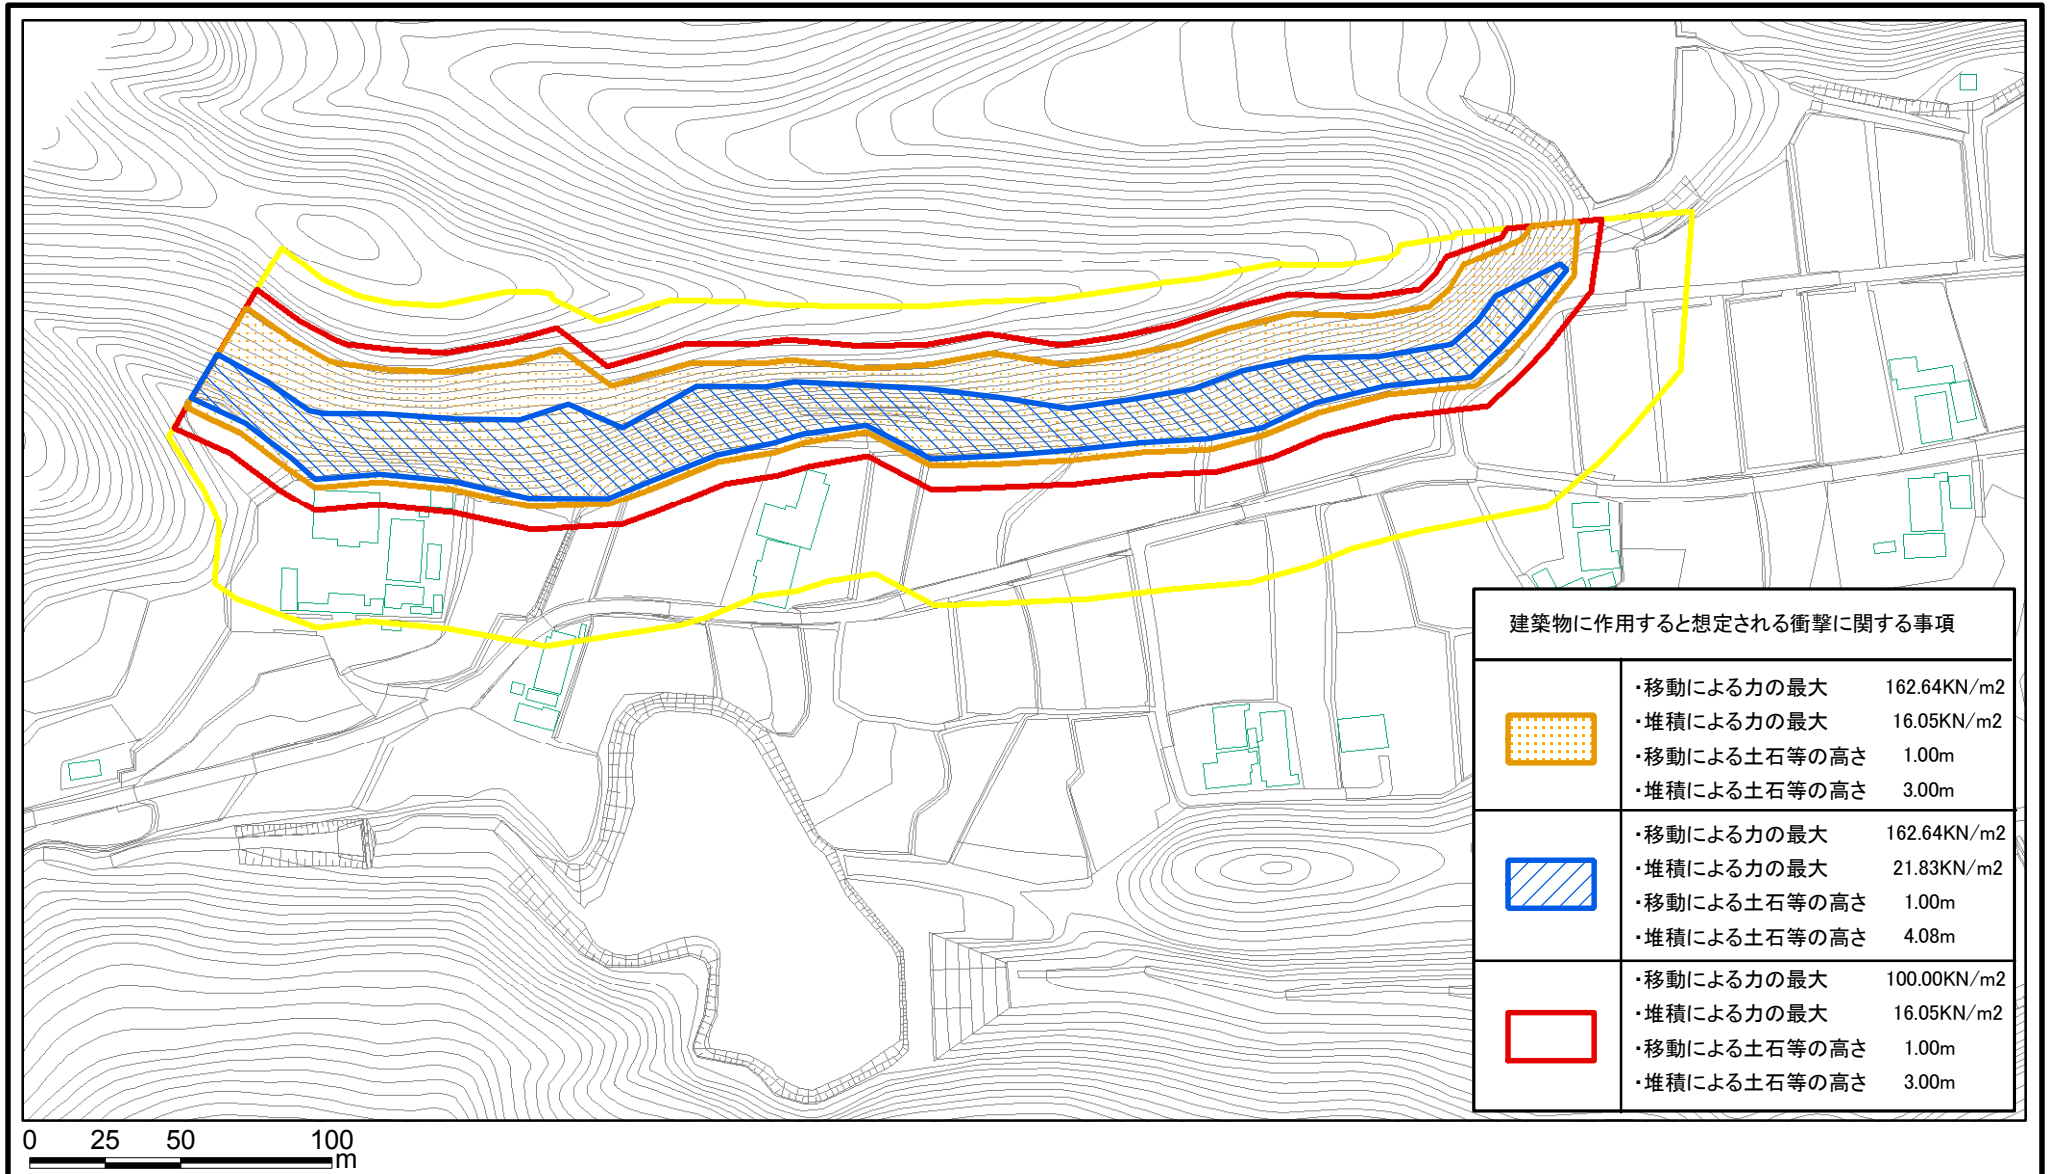 建築物に作用すると想定される衝撃に関する事項
・移動による力の最大 162.64KN/m2
・堆積による力の最大 16.05KN/m2
・移動による土石等の高さ 1.00m
・堆積による土石等の高さ 3.00m
・移動による力の最大 162.64KN/m2
・堆積による力の最大 21.83KN/m2
・移動による土石等の高さ 1.00m
・堆積による土石等の高さ 4.08m
・移動による力の最大 100.00KN/m2
・堆積による力の最大 16.05KN/m2
・移動による土石等の高さ 1.00m
・堆積による土石等の高さ 3.00m
0 25 50 100
m